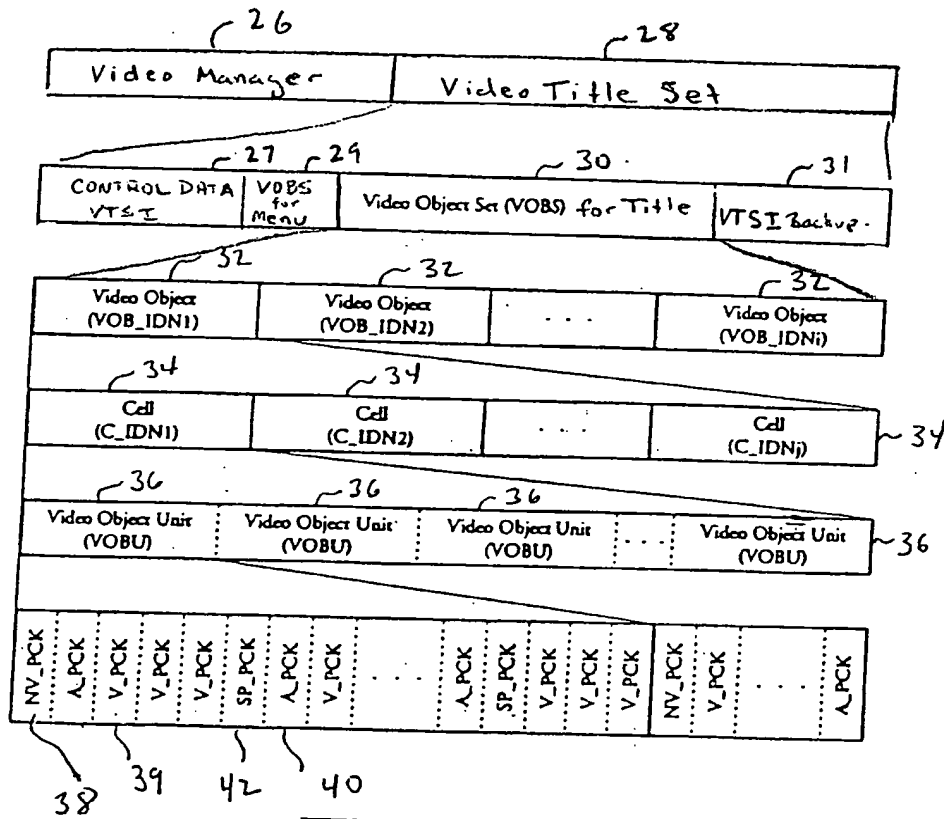 26 28
Video Manager Video Title Set
27 29 30 31
CONTROL DATA VTSI VOBS for Menu Video Object Set (VOBS) for Title VTSI Backup.
32 32 32
Video Object (VOB_IDN1) Video Object (VOB_IDN2) . . . Video Object (VOB_IDNi)
34 34
Cell (C_IDN1) Cell (C_IDN2) . . . Cell (C_IDNj) 34
36 36 36
Video Object Unit (VOBU) Video Object Unit (VOBU) Video Object Unit (VOBU) . . . Video Object Unit (VOBU) 36
NV_PCK A_PCK V_PCK V_PCK V_PCK SP_PCK A_PCK V_PCK . . . . A_PCK SP_PCK V_PCK V_PCK V_PCK NV_PCK V_PCK . . . . A_PCK
38 39 42 40